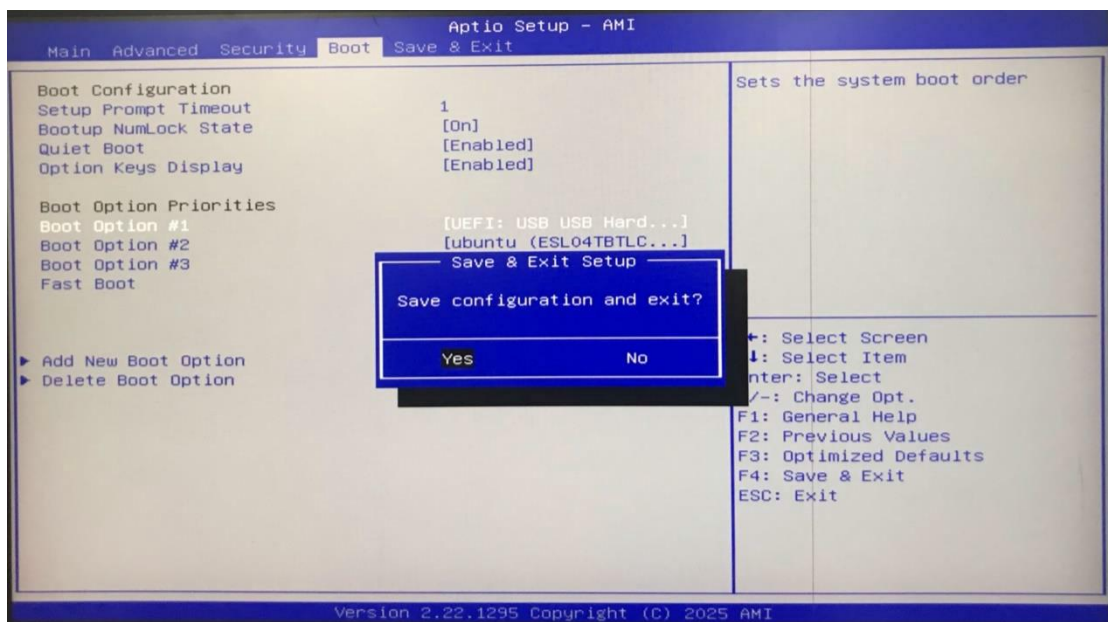 Aptio Setup – AMI
Main Advanced Security Boot Save & Exit
Boot Configuration
Setup Prompt Timeout 1
Bootup NumLock State [On]
Quiet Boot [Enabled]
Option Keys Display [Enabled]
Boot Option Priorities
Boot Option #1 [UEFI: USB USB Hard...]
Boot Option #2 [ubuntu (ESL04TBTLC...]
Boot Option #3
Fast Boot
Add New Boot Option
Delete Boot Option
Save & Exit Setup
Save configuration and exit?
Yes No
Sets the system boot order
: Select Screen
: Select Item
nter: Select
/-: Change Opt.
F1: General Help
F2: Previous Values
F3: Optimized Defaults
F4: Save & Exit
ESC: Exit
Version 2.22.1295 Copyright (C) 2025 AMI